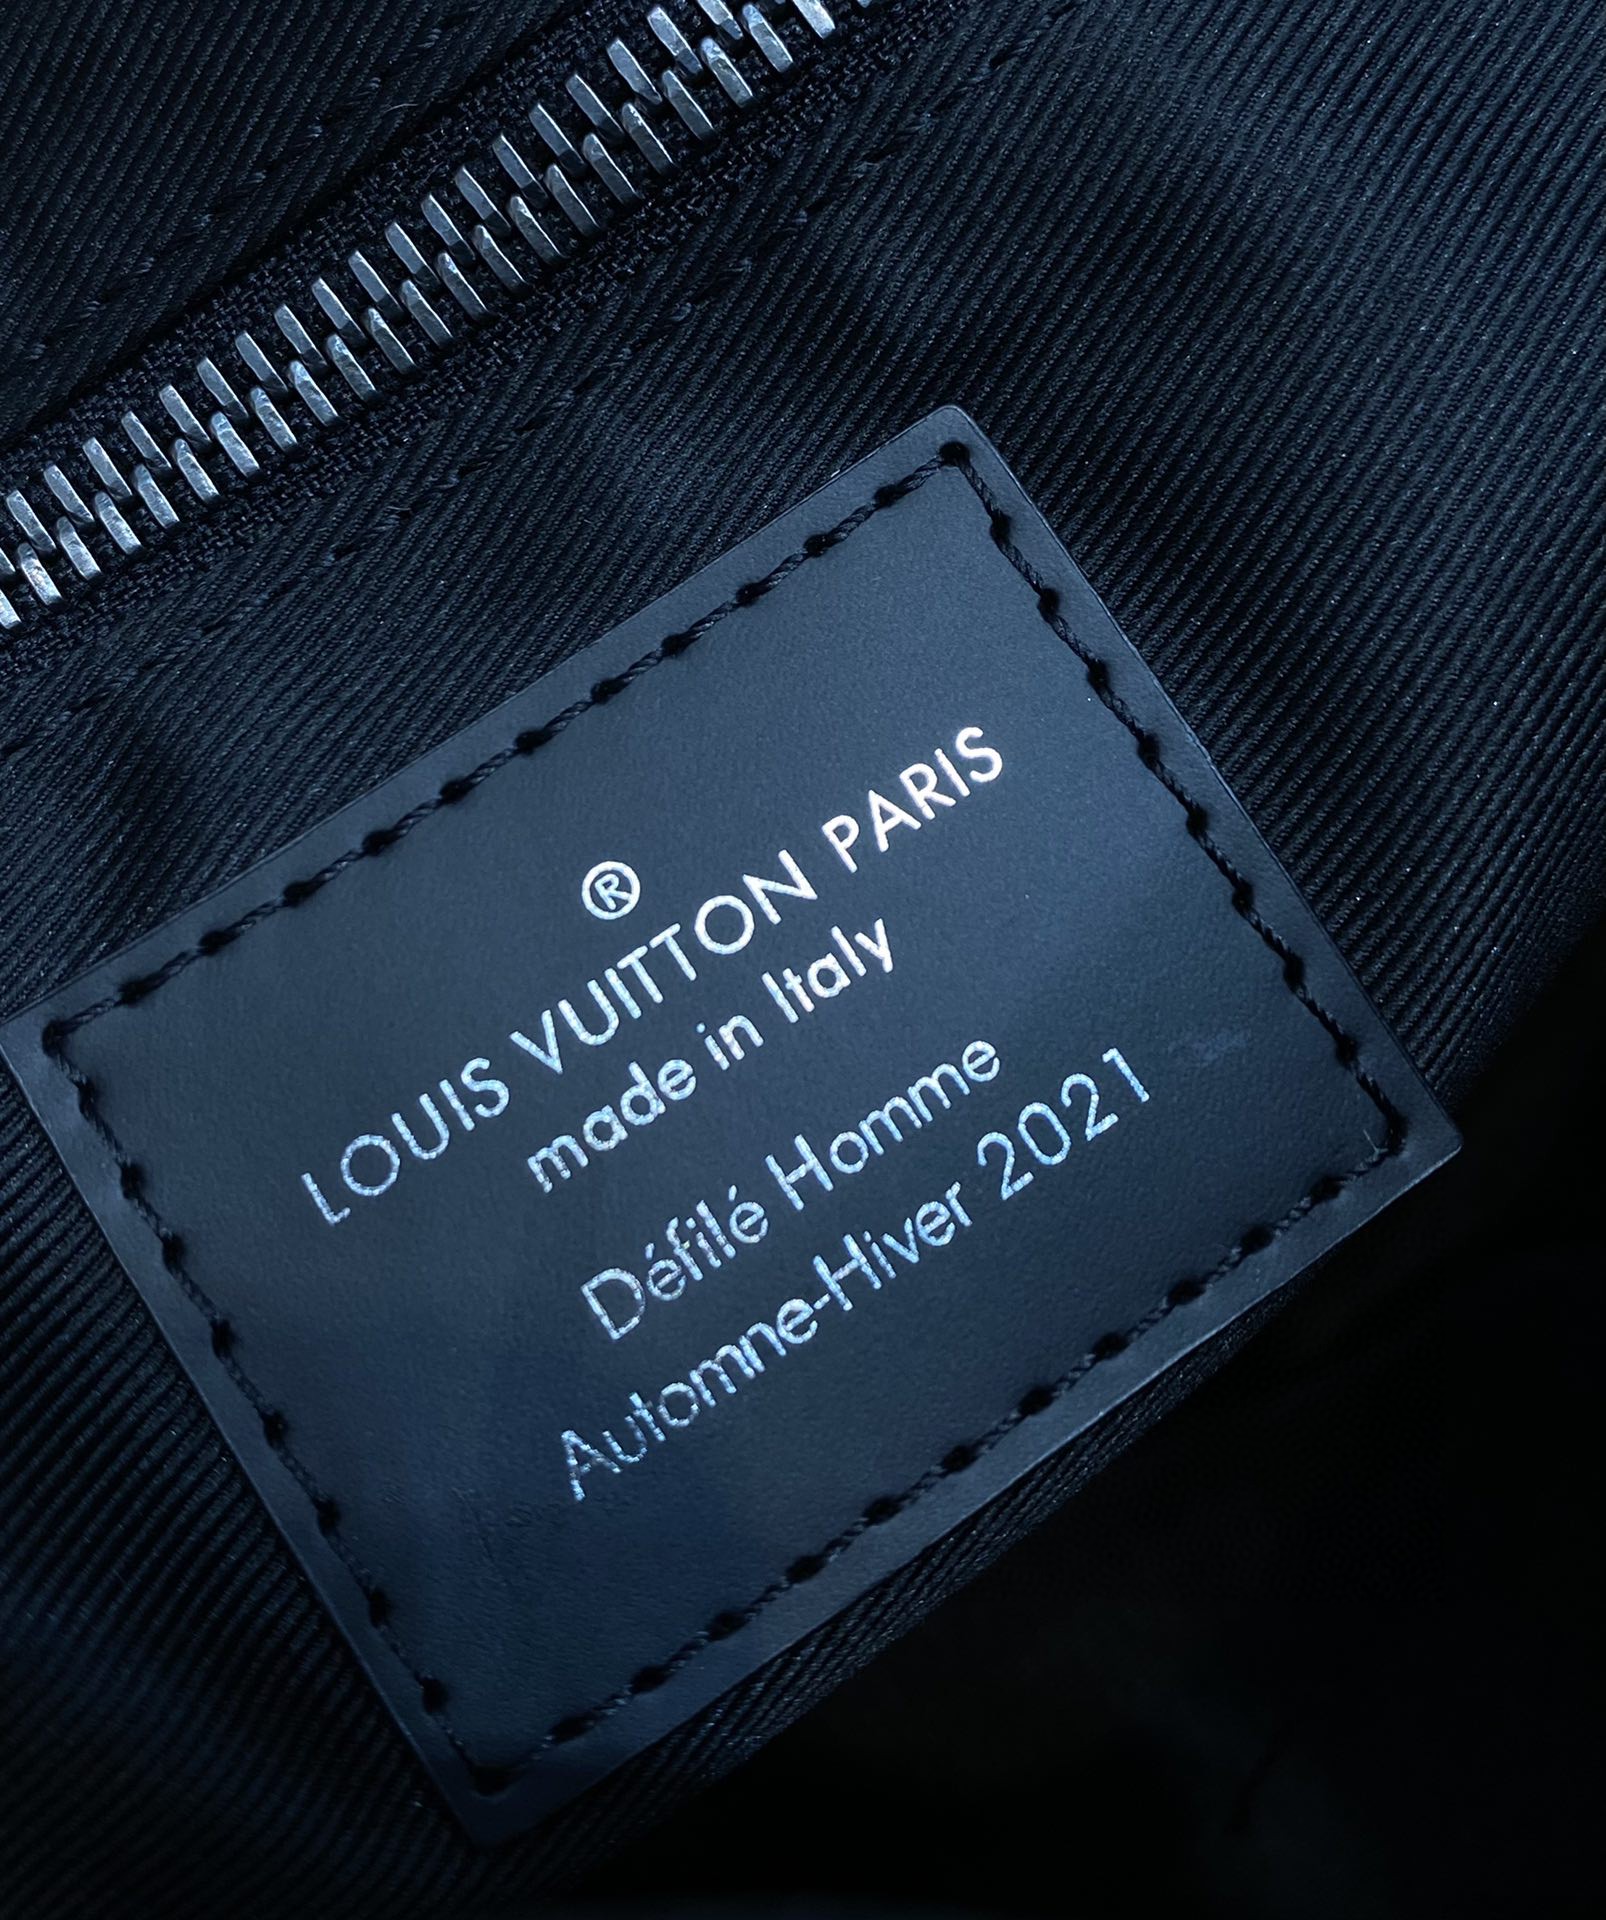 ®
LOUIS VUITTON PARIS
made in Italy
Défilé Homme
Automne-Hiver 2021